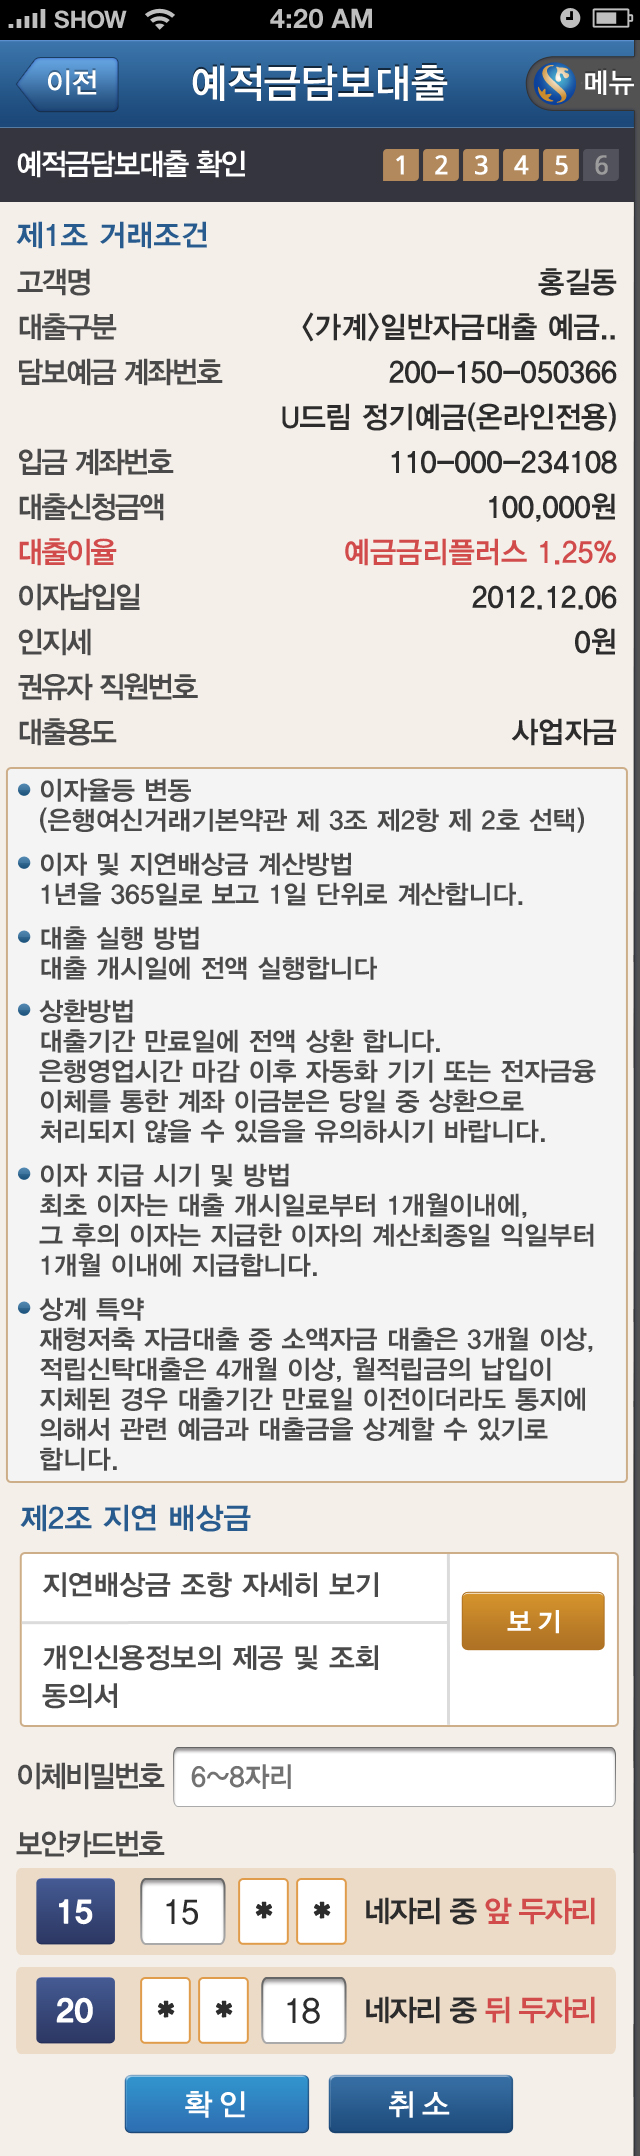 SHOW 4:20 AM
이전 예적금담보대출 메뉴
예적금담보대출 확인 1 2 3 4 5 6
제1조 거래조건
고객명 홍길동
대출구분 <가계>일반자금대출 예금..
담보예금 계좌번호 200-150-050366
U드림 정기예금(온라인전용)
입금 계좌번호 110-000-234108
대출신청금액 100,000원
대출이율 예금금리플러스 1.25%
이자납입일 2012.12.06
인지세 0원
권유자 직원번호
대출용도 사업자금
이자율등 변동
(은행여신거래기본약관 제 3조 제2항 제 2호 선택)
이자 및 지연배상금 계산방법
1년을 365일로 보고 1일 단위로 계산합니다.
대출 실행 방법
대출 개시일에 전액 실행합니다
상환방법
대출기간 만료일에 전액 상환 합니다.
은행영업시간 마감 이후 자동화 기기 또는 전자금융
이체를 통한 계좌 이금분은 당일 중 상환으로
처리되지 않을 수 있음을 유의하시기 바랍니다.
이자 지급 시기 및 방법
최초 이자는 대출 개시일로부터 1개월이내에,
그 후의 이자는 지급한 이자의 계산최종일 익일부터
1개월 이내에 지급합니다.
상계 특약
재형저축 자금대출 중 소액자금 대출은 3개월 이상,
적립신탁대출은 4개월 이상, 월적립금의 납입이
지체된 경우 대출기간 만료일 이전이더라도 통지에
의해서 관련 예금과 대출금을 상계할 수 있기로
합니다.
제2조 지연 배상금
지연배상금 조항 자세히 보기
보기
개인신용정보의 제공 및 조회
동의서
이체비밀번호 6~8자리
보안카드번호
15 15 * * 네자리 중 앞 두자리
20 * * 18 네자리 중 뒤 두자리
확인 취소